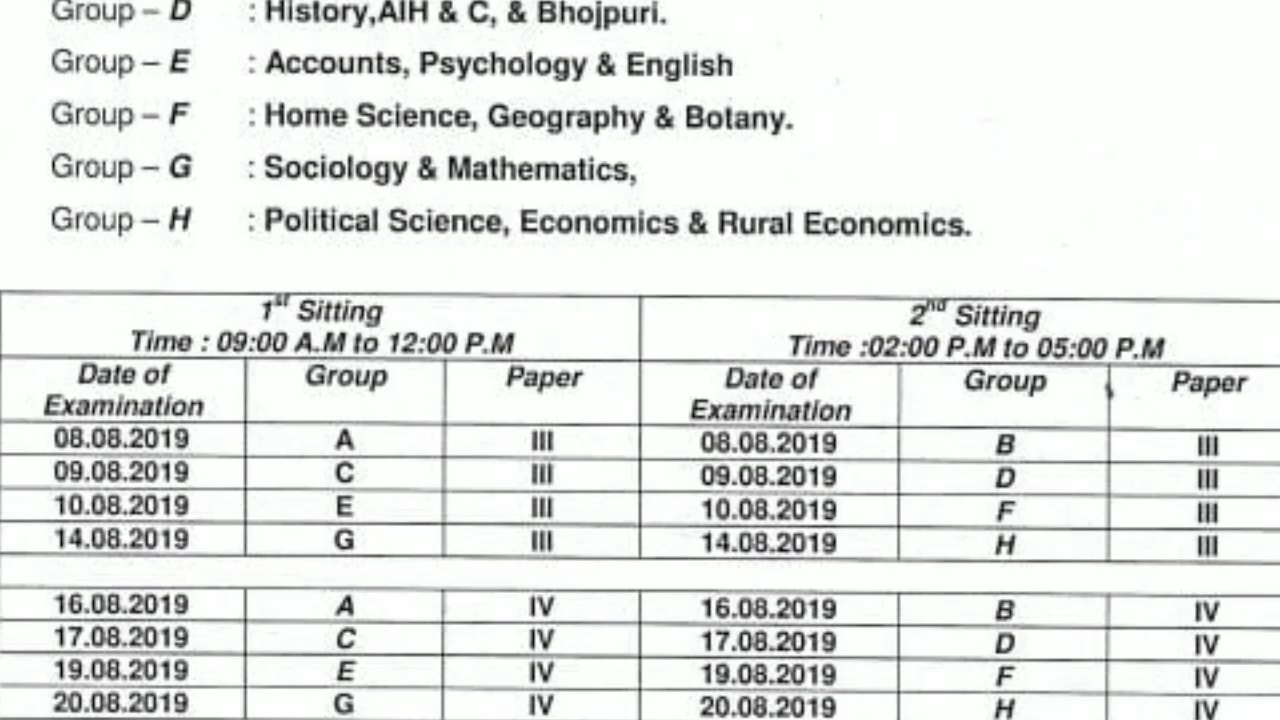 Group – D : History,AIH & C, & Bhojpuri.
Group – E : Accounts, Psychology & English
Group – F : Home Science, Geography & Botany.
Group – G : Sociology & Mathematics,
Group – H : Political Science, Economics & Rural Economics.
1st Sitting 2nd Sitting
Time : 09:00 A.M to 12:00 P.M Time :02:00 P.M to 05:00 P.M
Date of Group Paper Date of Group Paper
Examination Examination
08.08.2019 A III 08.08.2019 B III
09.08.2019 C III 09.08.2019 D III
10.08.2019 E III 10.08.2019 F III
14.08.2019 G III 14.08.2019 H III
16.08.2019 A IV 16.08.2019 B IV
17.08.2019 C IV 17.08.2019 D IV
19.08.2019 E IV 19.08.2019 F IV
20.08.2019 G IV 20.08.2019 H IV